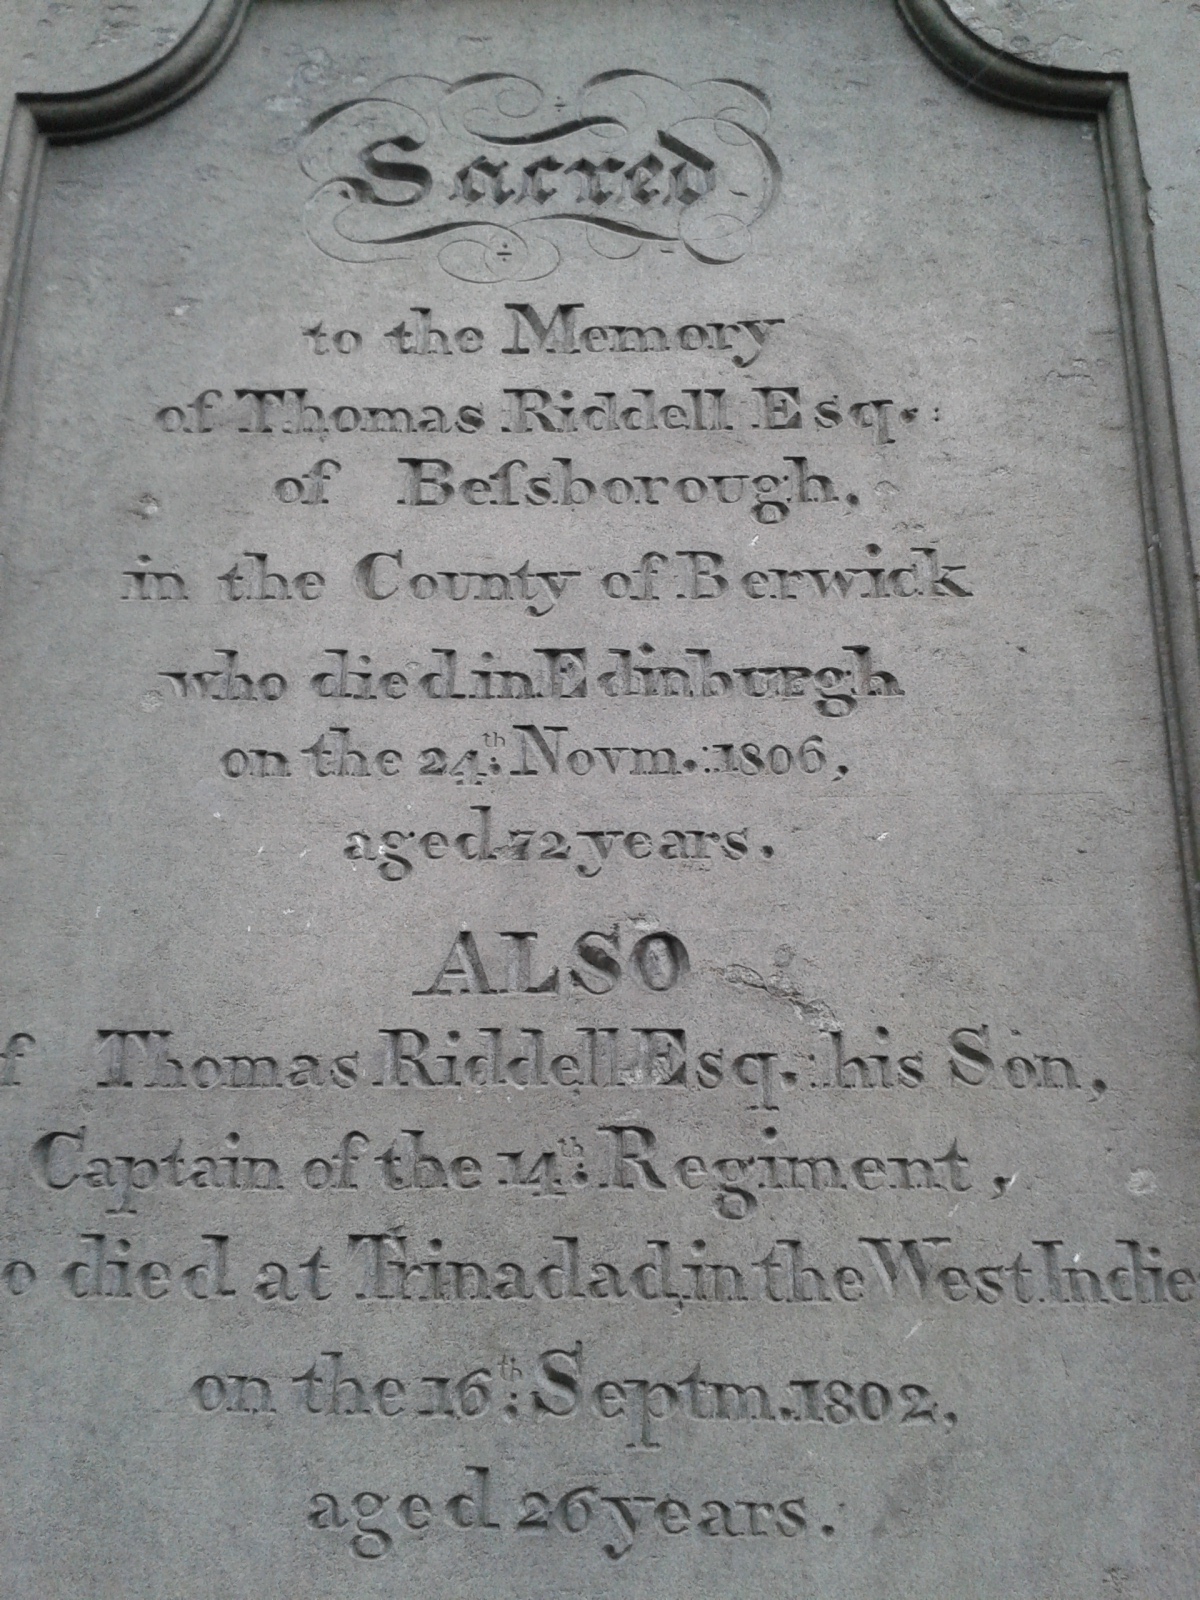 Sacred
to the Memory
of Thomas Riddell Esq.:
of Beſsborough,
in the County of Berwick
who died in Edinburgh
on the 24th. Novm.: 1806,
aged 72 years.
ALSO
f Thomas Riddell Esq.: his Son,
Captain of the 14th. Regiment,
o died at Trinadad, in the West Indie
on the 16th. Septm. 1802,
aged 26 years.